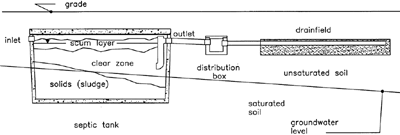 grade
inlet
scum layer
outlet
drainfield
clear zone
distribution
box
unsaturated soil
solids (sludge)
saturated
soil
septic tank
groundwater
level